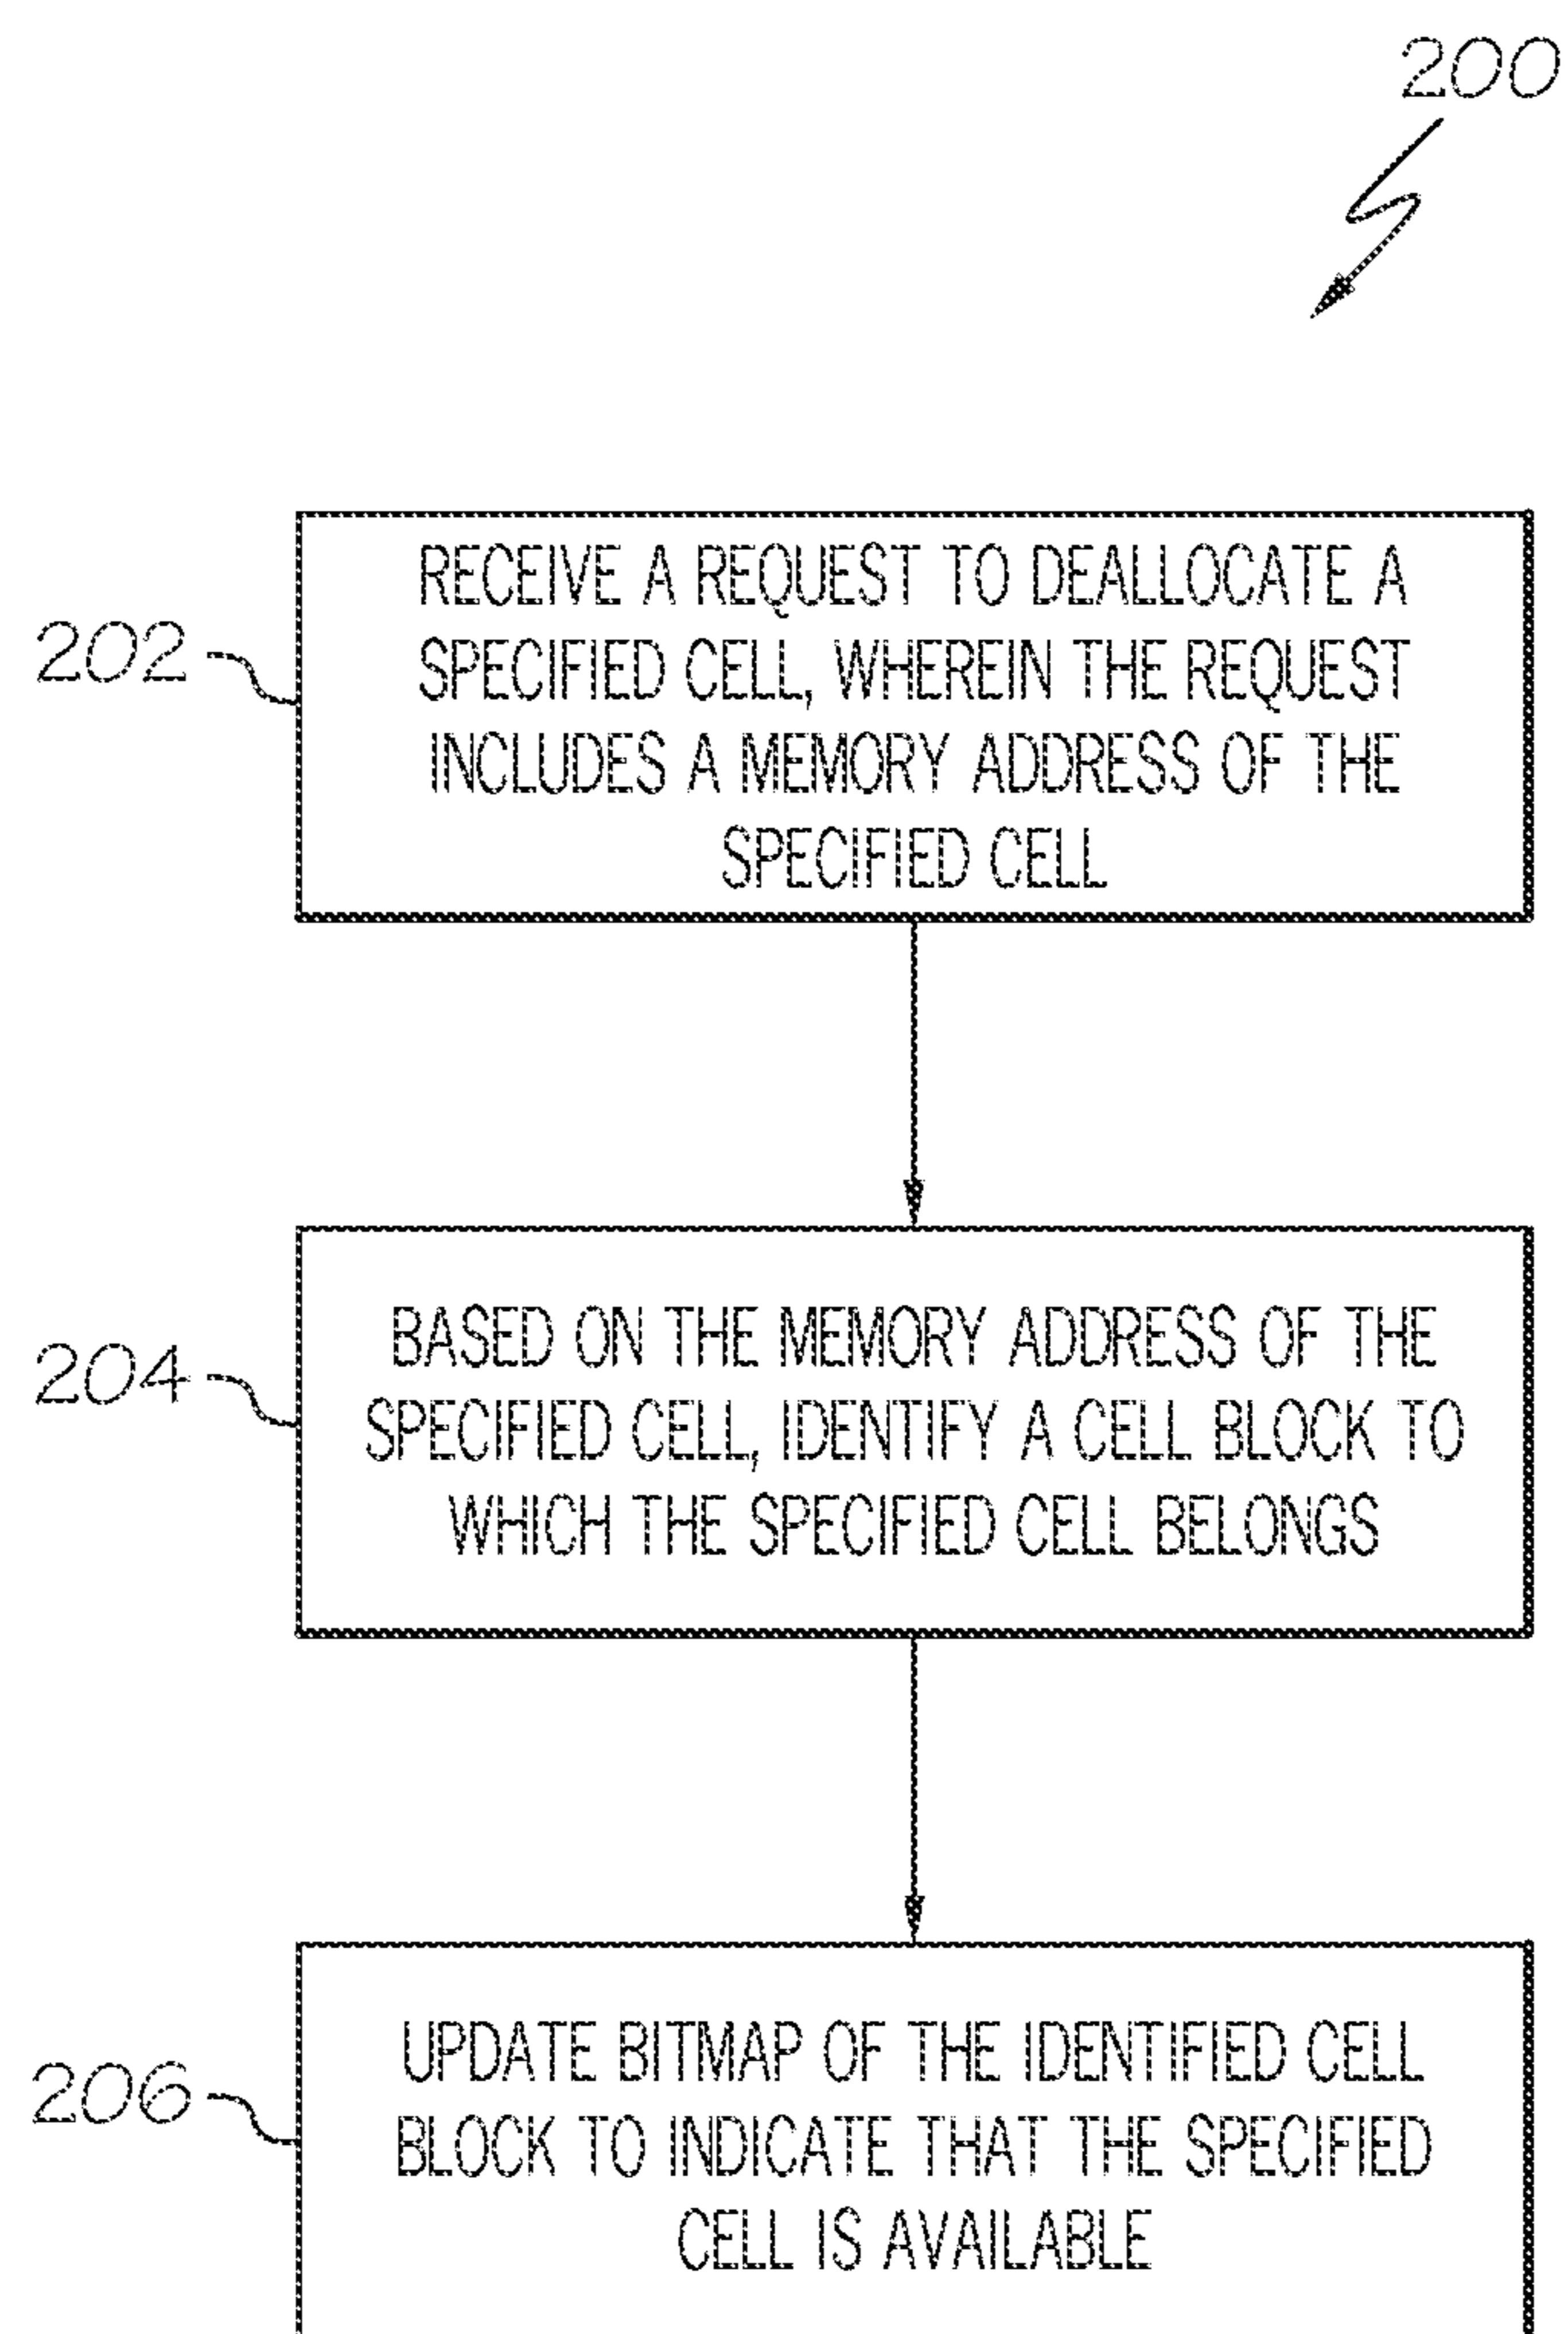 200
202
RECEIVE A REQUEST TO DEALLOCATE A
SPECIFIED CELL, WHEREIN THE REQUEST
INCLUDES A MEMORY ADDRESS OF THE
SPECIFIED CELL
204
BASED ON THE MEMORY ADDRESS OF THE
SPECIFIED CELL, IDENTIFY A CELL BLOCK TO
WHICH THE SPECIFIED CELL BELONGS
206
UPDATE BITMAP OF THE IDENTIFIED CELL
BLOCK TO INDICATE THAT THE SPECIFIED
CELL IS AVAILABLE